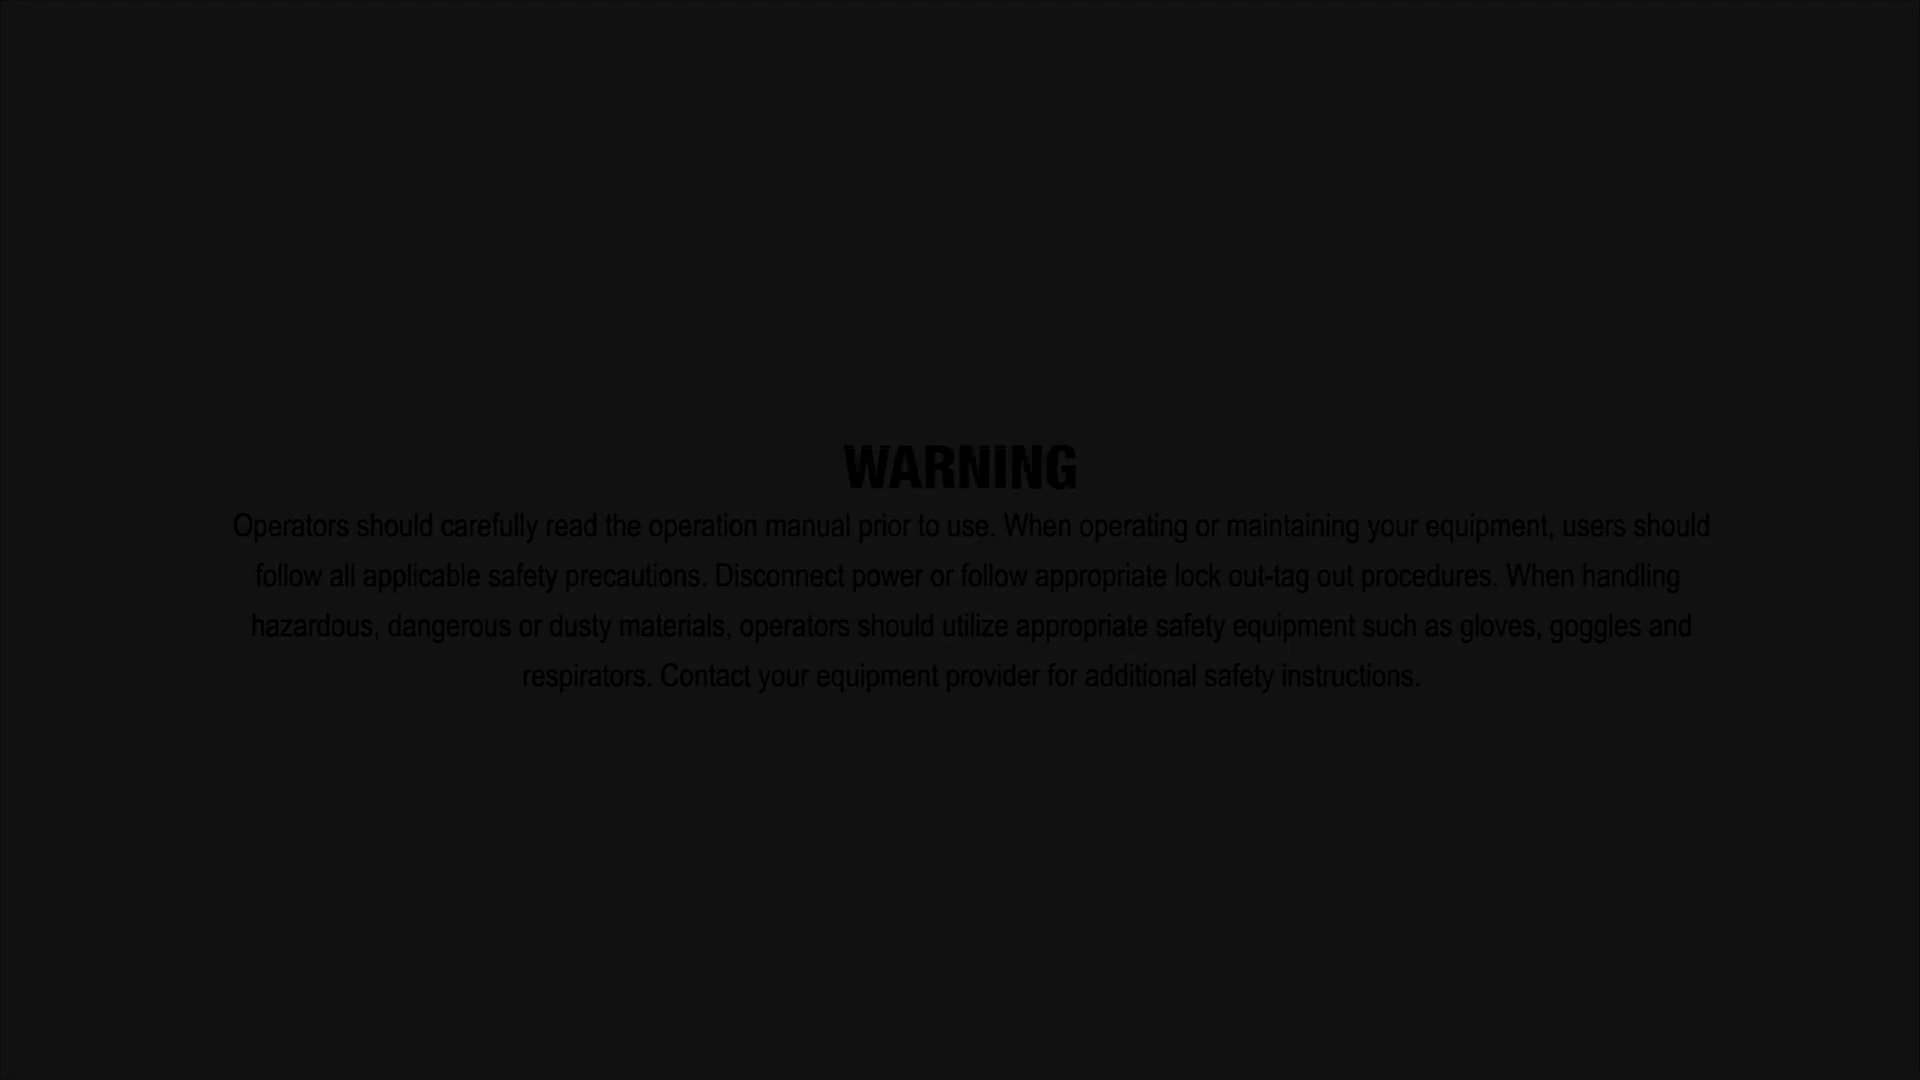 WARNING
Operators should carefully read the operation manual prior to use. When operating or maintaining your equipment, users should
follow all applicable safety precautions. Disconnect power or follow appropriate lock out-tag out procedures. When handling
hazardous, dangerous or dusty materials, operators should utilize appropriate safety equipment such as gloves, goggles and
respirators. Contact your equipment provider for additional safety instructions.